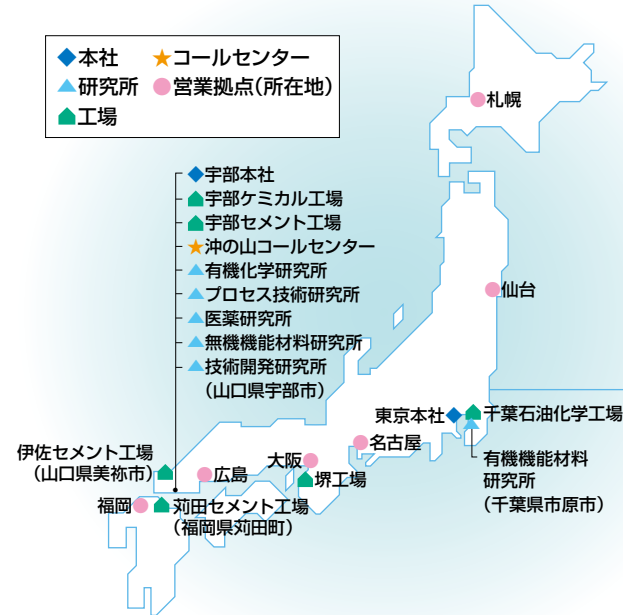 本社
コールセンター
研究所
営業拠点(所在地)
工場
札幌
宇部本社
宇部ケミカル工場
宇部セメント工場
沖の山コールセンター
有機化学研究所
プロセス技術研究所
医薬研究所
無機機能材料研究所
技術開発研究所
(山口県宇部市)
仙台
東京本社
千葉石油化学工場
有機機能材料
研究所
(千葉県市原市)
名古屋
大阪
堺工場
伊佐セメント工場
(山口県美祢市)
広島
福岡
苅田セメント工場
(福岡県苅田町)